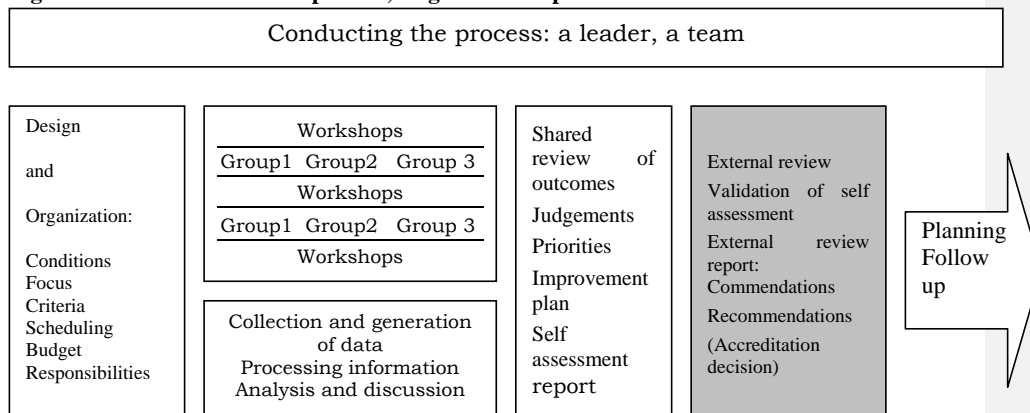 Conducting the process: a leader, a team
Design
and
Organization:
Conditions
Focus
Criteria
Scheduling
Budget
Responsibilities
Workshops
Group1 Group2 Group 3
Workshops
Group1 Group2 Group 3
Workshops
Collection and generation
of data
Processing information
Analysis and discussion
Shared
review of
outcomes
Judgements
Priorities
Improvement
plan
Self
assessment
report
External review
Validation of self
assessment
External review
report:
Commendations
Recommendations
(Accreditation
decision)
Planning
Follow
up